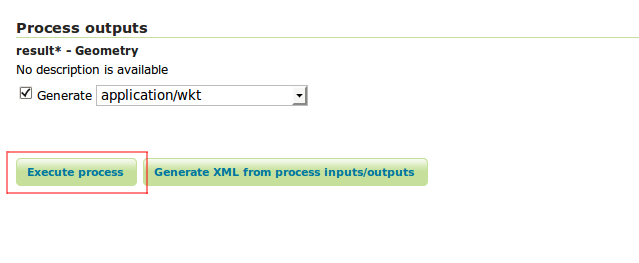 Process outputs
result* - Geometry
No description is available
Generate application/wkt
Execute process Generate XML from process inputs/outputs